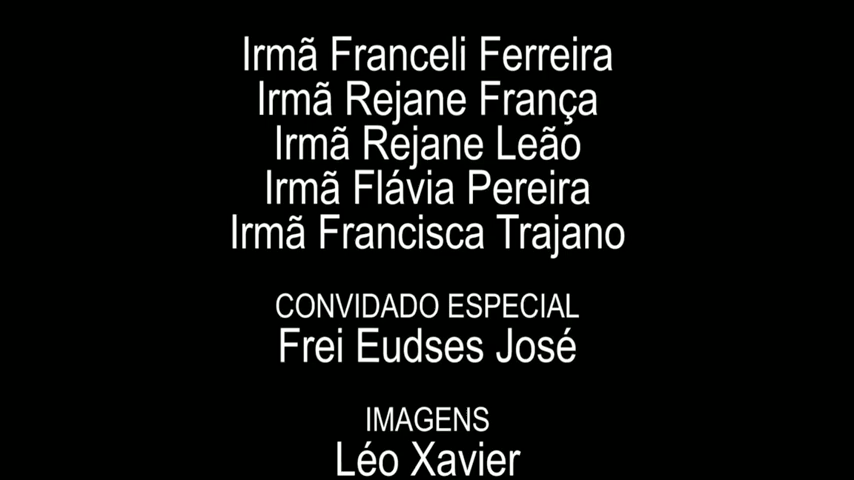 Irmã Franceli Ferreira
Irmã Rejane França
Irmã Rejane Leão
Irmã Flávia Pereira
Irmã Francisca Trajano
CONVIDADO ESPECIAL
Frei Eudses José
IMAGENS
Léo Xavier